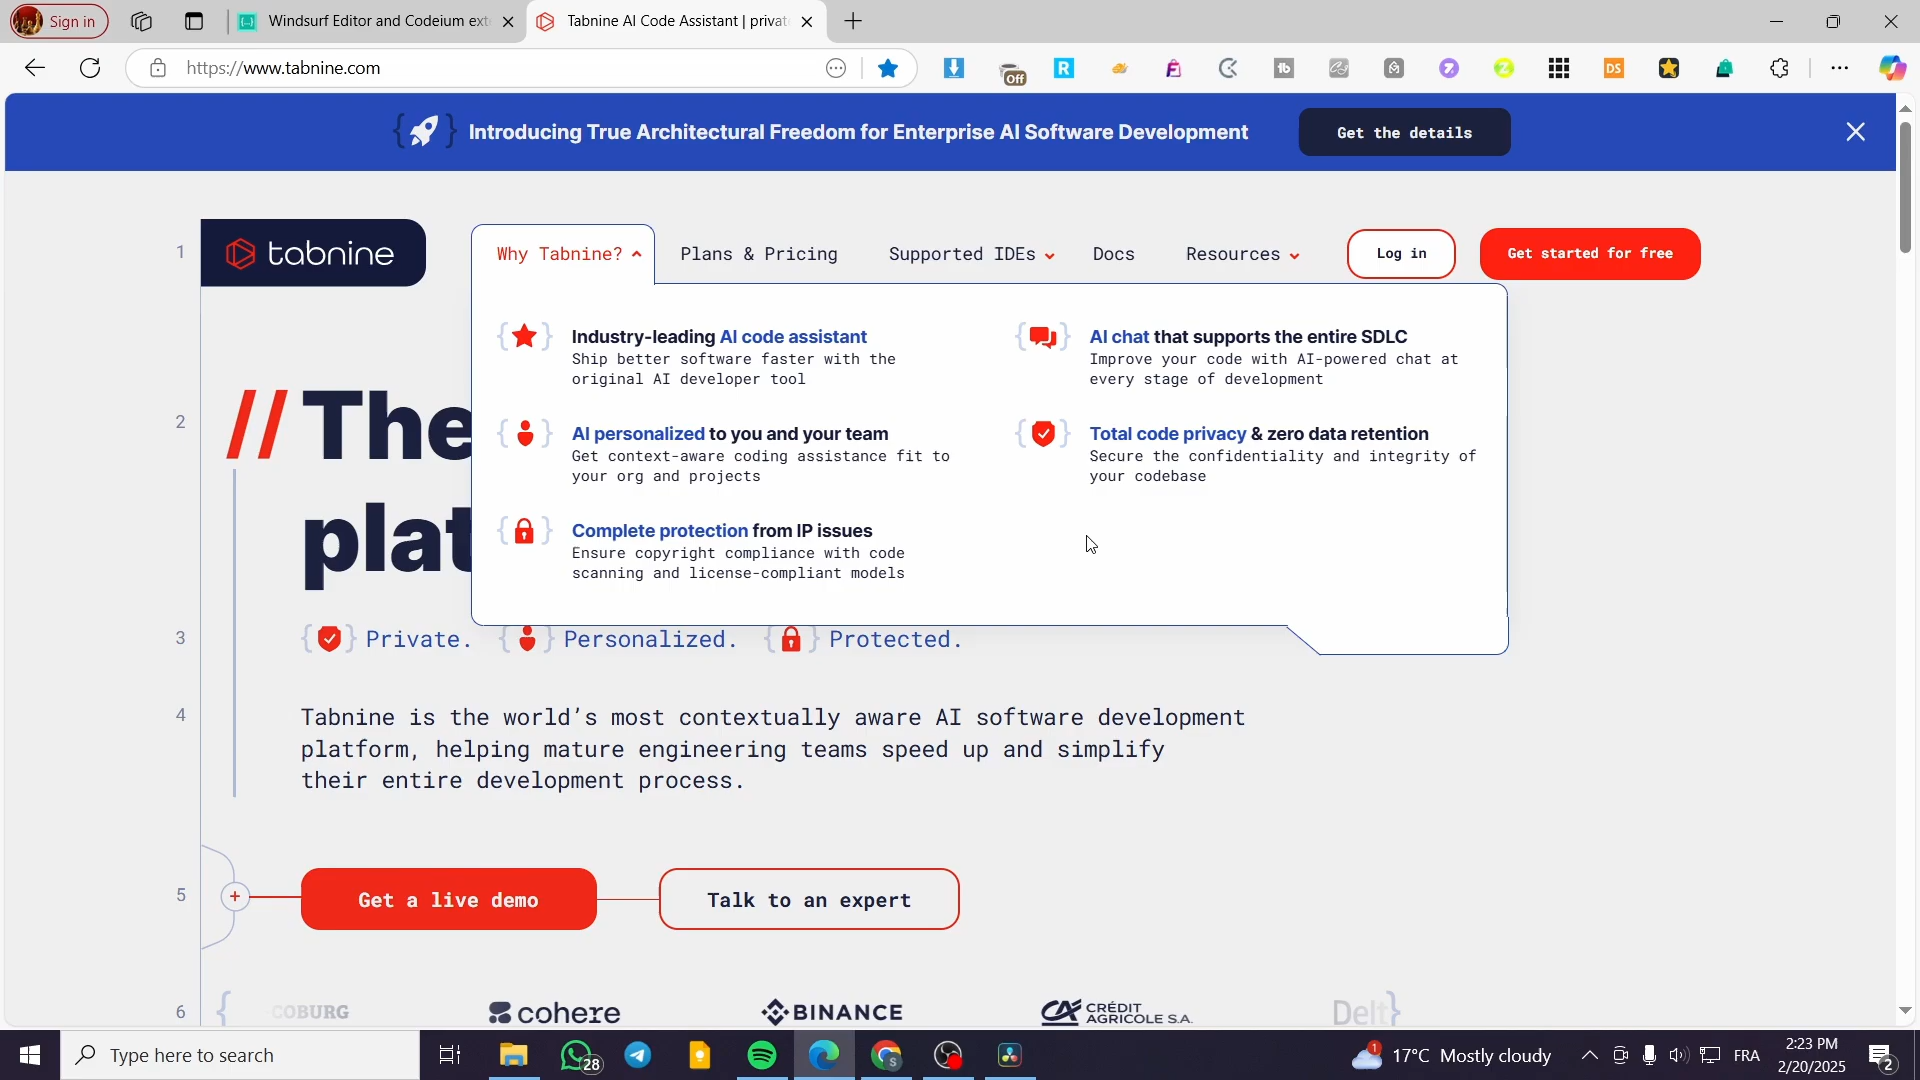 Sign in
Windsurf Editor and Codeium ext
Tabnine AI Code Assistant | privat
https://www.tabnine.com
Off
R
tb
DS
Introducing True Architectural Freedom for Enterprise AI Software Development
Get the details
1
tabnine
Why Tabnine?
Plans & Pricing
Supported IDEs
Docs
Resources
Log in
Get started for free
Industry-leading AI code assistant
Ship better software faster with the
original AI developer tool
AI chat that supports the entire SDLC
Improve your code with AI-powered chat at
every stage of development
AI personalized to you and your team
Get context-aware coding assistance fit to
your org and projects
Total code privacy & zero data retention
Secure the confidentiality and integrity of
your codebase
Complete protection from IP issues
Ensure copyright compliance with code
scanning and license-compliant models
2
// The
plat
3
{ } Private. { } Personalized. { } Protected.
4
Tabnine is the world’s most contextually aware AI software development
platform, helping mature engineering teams speed up and simplify
their entire development process.
5
+
Get a live demo
Talk to an expert
6
{ COBURG
cohere
BINANCE
CA CRÉDIT
AGRICOLE S.A.
Delt }
Type here to search
28
S
1
17°C Mostly cloudy
FRA
2:23 PM
2/20/2025
2